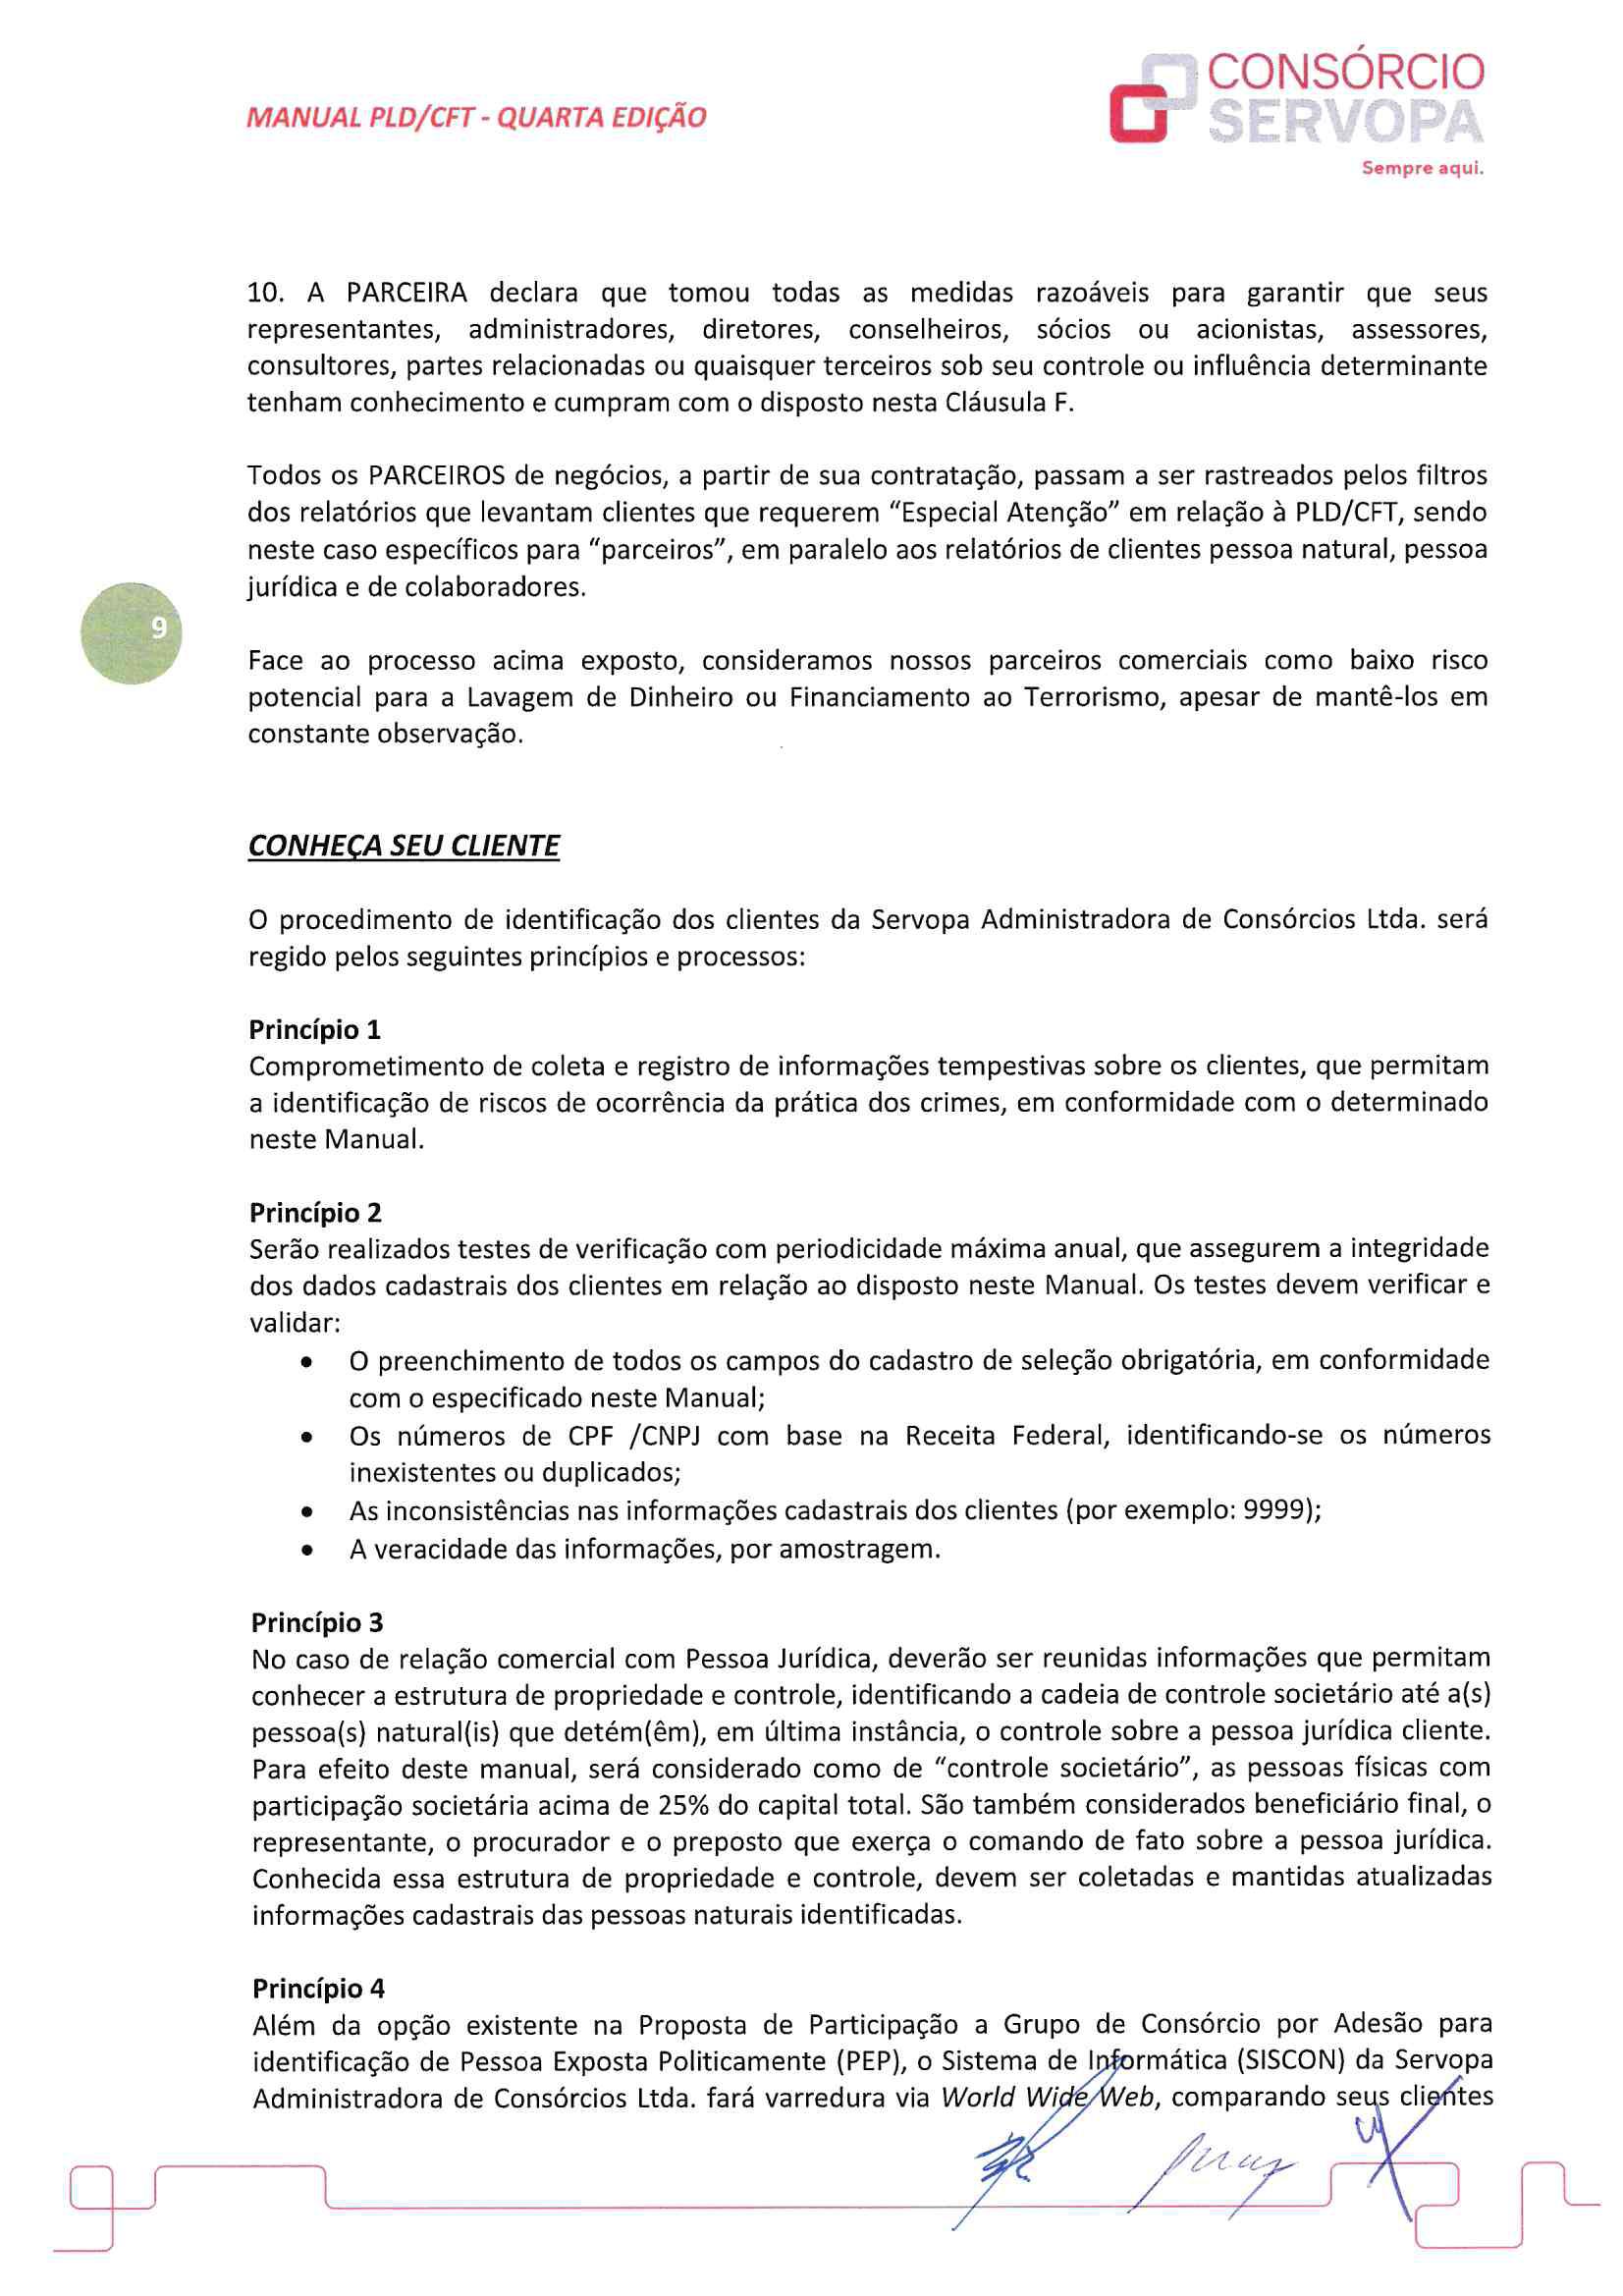 MANUAL PLD/CFT - QUARTA EDIÇÃO
CONSÓRCIO
SERVOPA
Sempre aqui.
10. A PARCEIRA declara que tomou todas as medidas razoáveis para garantir que seus
representantes, administradores, diretores, conselheiros, sócios ou acionistas, assessores,
consultores, partes relacionadas ou quaisquer terceiros sob seu controle ou influência determinante
tenham conhecimento e cumpram com o disposto nesta Cláusula F.
Todos os PARCEIROS de negócios, a partir de sua contratação, passam a ser rastreados pelos filtros
dos relatórios que levantam clientes que requerem “Especial Atenção” em relação à PLD/CFT, sendo
neste caso específicos para “parceiros”, em paralelo aos relatórios de clientes pessoa natural, pessoa
jurídica e de colaboradores.
9
Face ao processo acima exposto, consideramos nossos parceiros comerciais como baixo risco
potencial para a Lavagem de Dinheiro ou Financiamento ao Terrorismo, apesar de mantê-los em
constante observação.
CONHEÇA SEU CLIENTE
O procedimento de identificação dos clientes da Servopa Administradora de Consórcios Ltda. será
regido pelos seguintes princípios e processos:
Princípio 1
Comprometimento de coleta e registro de informações tempestivas sobre os clientes, que permitam
a identificação de riscos de ocorrência da prática dos crimes, em conformidade com o determinado
neste Manual.
Princípio 2
Serão realizados testes de verificação com periodicidade máxima anual, que assegurem a integridade
dos dados cadastrais dos clientes em relação ao disposto neste Manual. Os testes devem verificar e
validar:
• O preenchimento de todos os campos do cadastro de seleção obrigatória, em conformidade
com o especificado neste Manual;
• Os números de CPF /CNPJ com base na Receita Federal, identificando-se os números
inexistentes ou duplicados;
• As inconsistências nas informações cadastrais dos clientes (por exemplo: 9999);
• A veracidade das informações, por amostragem.
Princípio 3
No caso de relação comercial com Pessoa Jurídica, deverão ser reunidas informações que permitam
conhecer a estrutura de propriedade e controle, identificando a cadeia de controle societário até a(s)
pessoa(s) natural(is) que detém(êm), em última instância, o controle sobre a pessoa jurídica cliente.
Para efeito deste manual, será considerado como de “controle societário”, as pessoas físicas com
participação societária acima de 25% do capital total. São também considerados beneficiário final, o
representante, o procurador e o preposto que exerça o comando de fato sobre a pessoa jurídica.
Conhecida essa estrutura de propriedade e controle, devem ser coletadas e mantidas atualizadas
informações cadastrais das pessoas naturais identificadas.
Princípio 4
Além da opção existente na Proposta de Participação a Grupo de Consórcio por Adesão para
identificação de Pessoa Exposta Politicamente (PEP), o Sistema de Informática (SISCON) da Servopa
Administradora de Consórcios Ltda. fará varredura via World Wide Web, comparando seus clientes